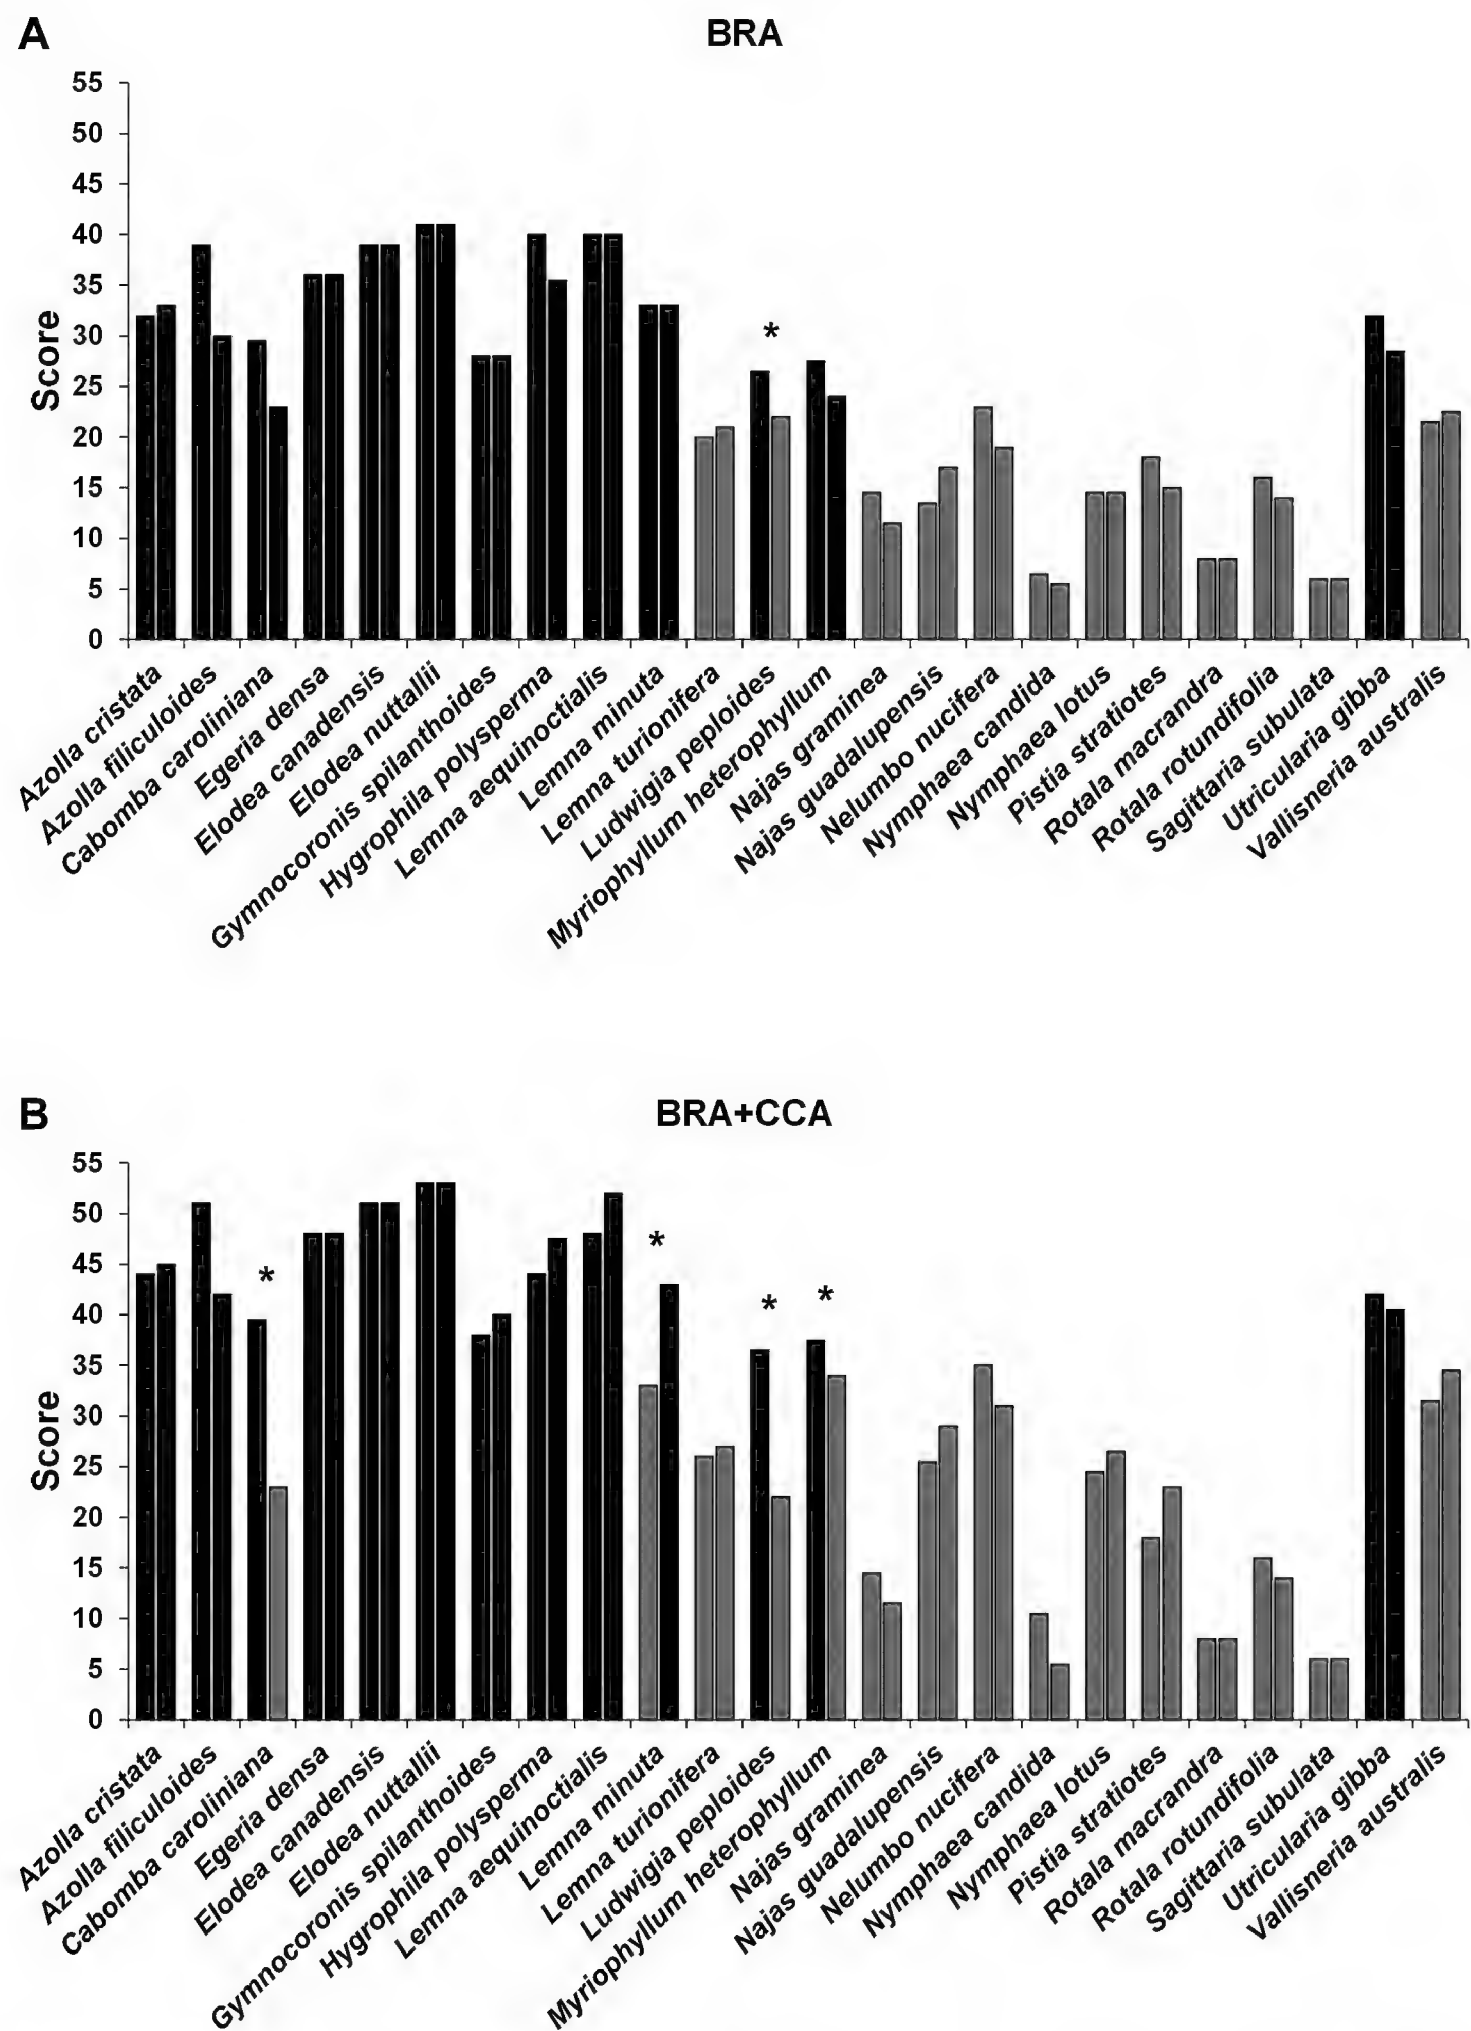 A
BRA
55
50
45
40
35
30
25
20
15
10
5
0
Score
*
Azolla cristata
Azolla filiculoides
Cabomba caroliniana
Egeria densa
Elodea canadensis
Elodea nuttallii
Gymnocoronis spilanthoides
Hygrophila polysperma
Lemna aequinoctialis
Lemna minuta
Lemna turionifera
Ludwigia peploides
Myriophyllum heterophyllum
Najas graminea
Najas guadalupensis
Nelumbo nucifera
Nymphaea candida
Nymphaea lotus
Pistia stratiotes
Rotala macrandra
Rotala rotundifolia
Sagittaria subulata
Utricularia gibba
Vallisneria australis
B
BRA+CCA
55
50
45
40
35
30
25
20
15
10
5
0
Score
*
*
*
*
Azolla cristata
Azolla filiculoides
Cabomba caroliniana
Egeria densa
Elodea canadensis
Elodea nuttallii
Gymnocoronis spilanthoides
Hygrophila polysperma
Lemna aequinoctialis
Lemna minuta
Lemna turionifera
Ludwigia peploides
Myriophyllum heterophyllum
Najas graminea
Najas guadalupensis
Nelumbo nucifera
Nymphaea candida
Nymphaea lotus
Pistia stratiotes
Rotala macrandra
Rotala rotundifolia
Sagittaria subulata
Utricularia gibba
Vallisneria australis